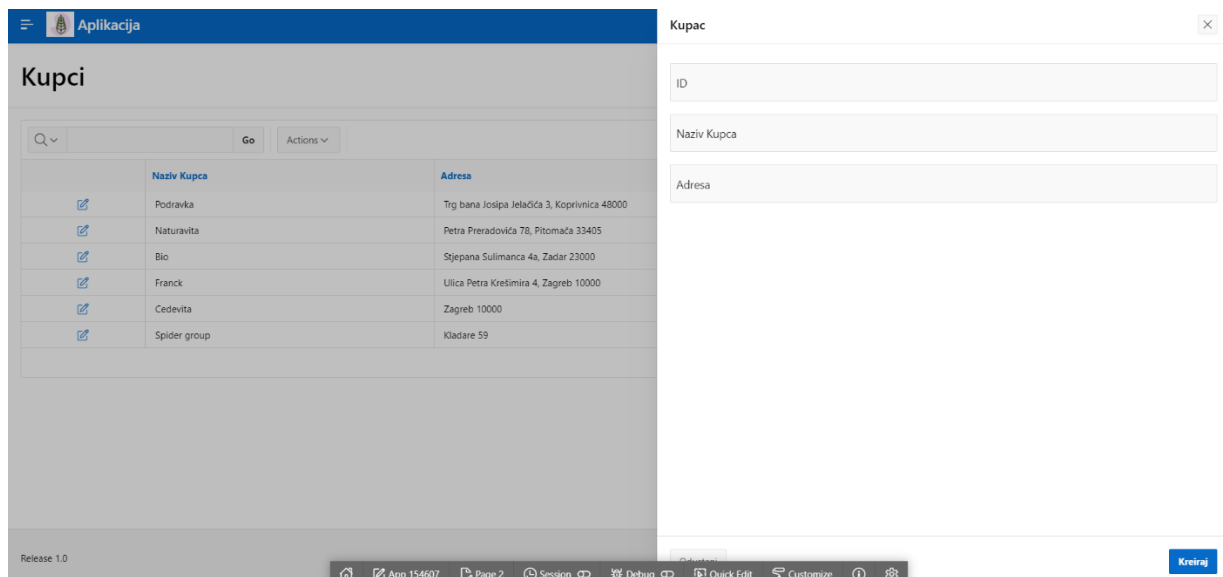 Aplikacija
Kupac
Kupci
ID
Naziv Kupca
Adresa
Go
Actions
Naziv Kupca Adresa
Podravka Trg bana Josipa Jelačića 3, Koprivnica 48000
Naturavita Petra Preradovića 78, Pitomača 33405
Bio Stjepana Sulimanca 4a, Zadar 23000
Franck Ulica Petra Krešimira 4, Zagreb 10000
Cedevita Zagreb 10000
Spider group Kladare 59
Release 1.0
Odustani
Kreiraj
App 154607 Page 2 Session Debug Quick Edit Customize